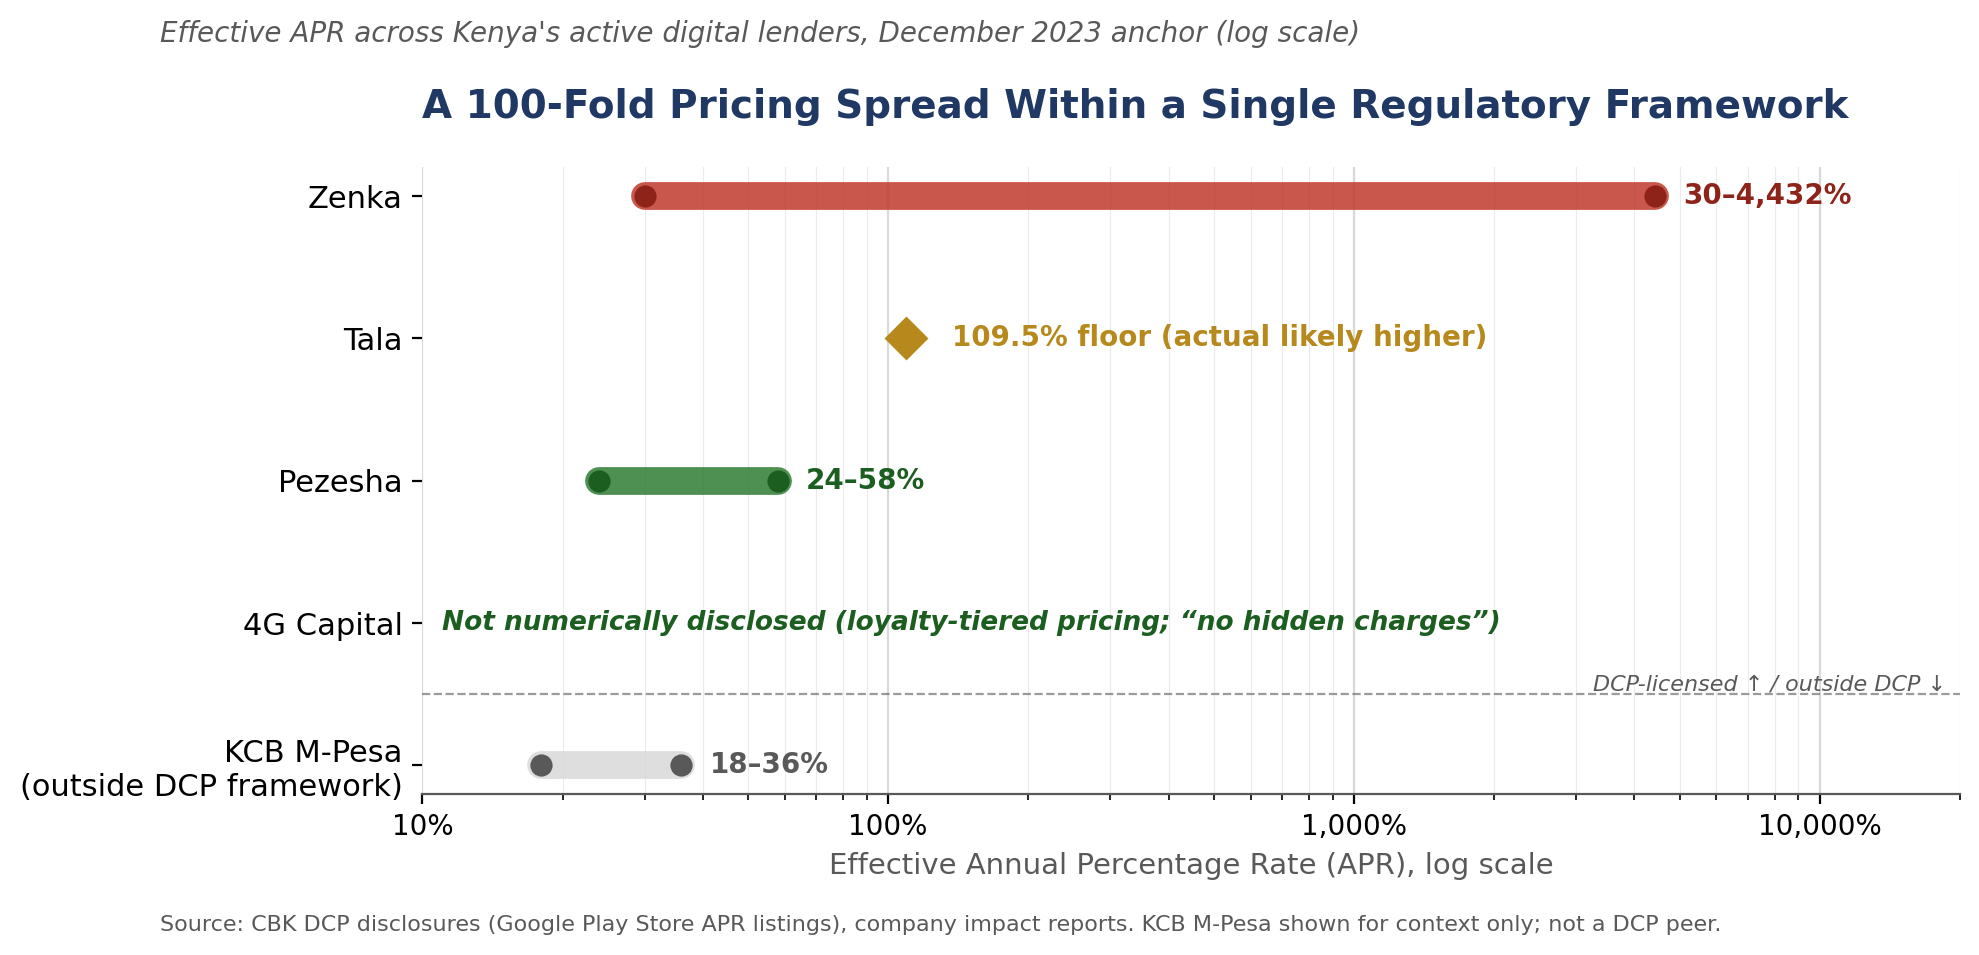 Effective APR across Kenya's active digital lenders, December 2023 anchor (log scale)
A 100-Fold Pricing Spread Within a Single Regulatory Framework
Zenka
30–4,432%
Tala
109.5% floor (actual likely higher)
Pezesha
24–58%
4G Capital
Not numerically disclosed (loyalty-tiered pricing; “no hidden charges”)
DCP-licensed ↑ / outside DCP ↓
KCB M-Pesa
(outside DCP framework)
18–36%
10%
100%
1,000%
10,000%
Effective Annual Percentage Rate (APR), log scale
Source: CBK DCP disclosures (Google Play Store APR listings), company impact reports. KCB M-Pesa shown for context only; not a DCP peer.